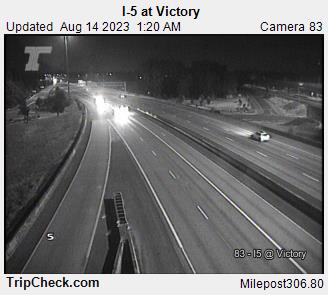 I-5 at Victory
Updated Aug 14 2023 1:20 AM Camera 83
T
S
83 - I5 @ Victory
TripCheck.com Milepost306.80